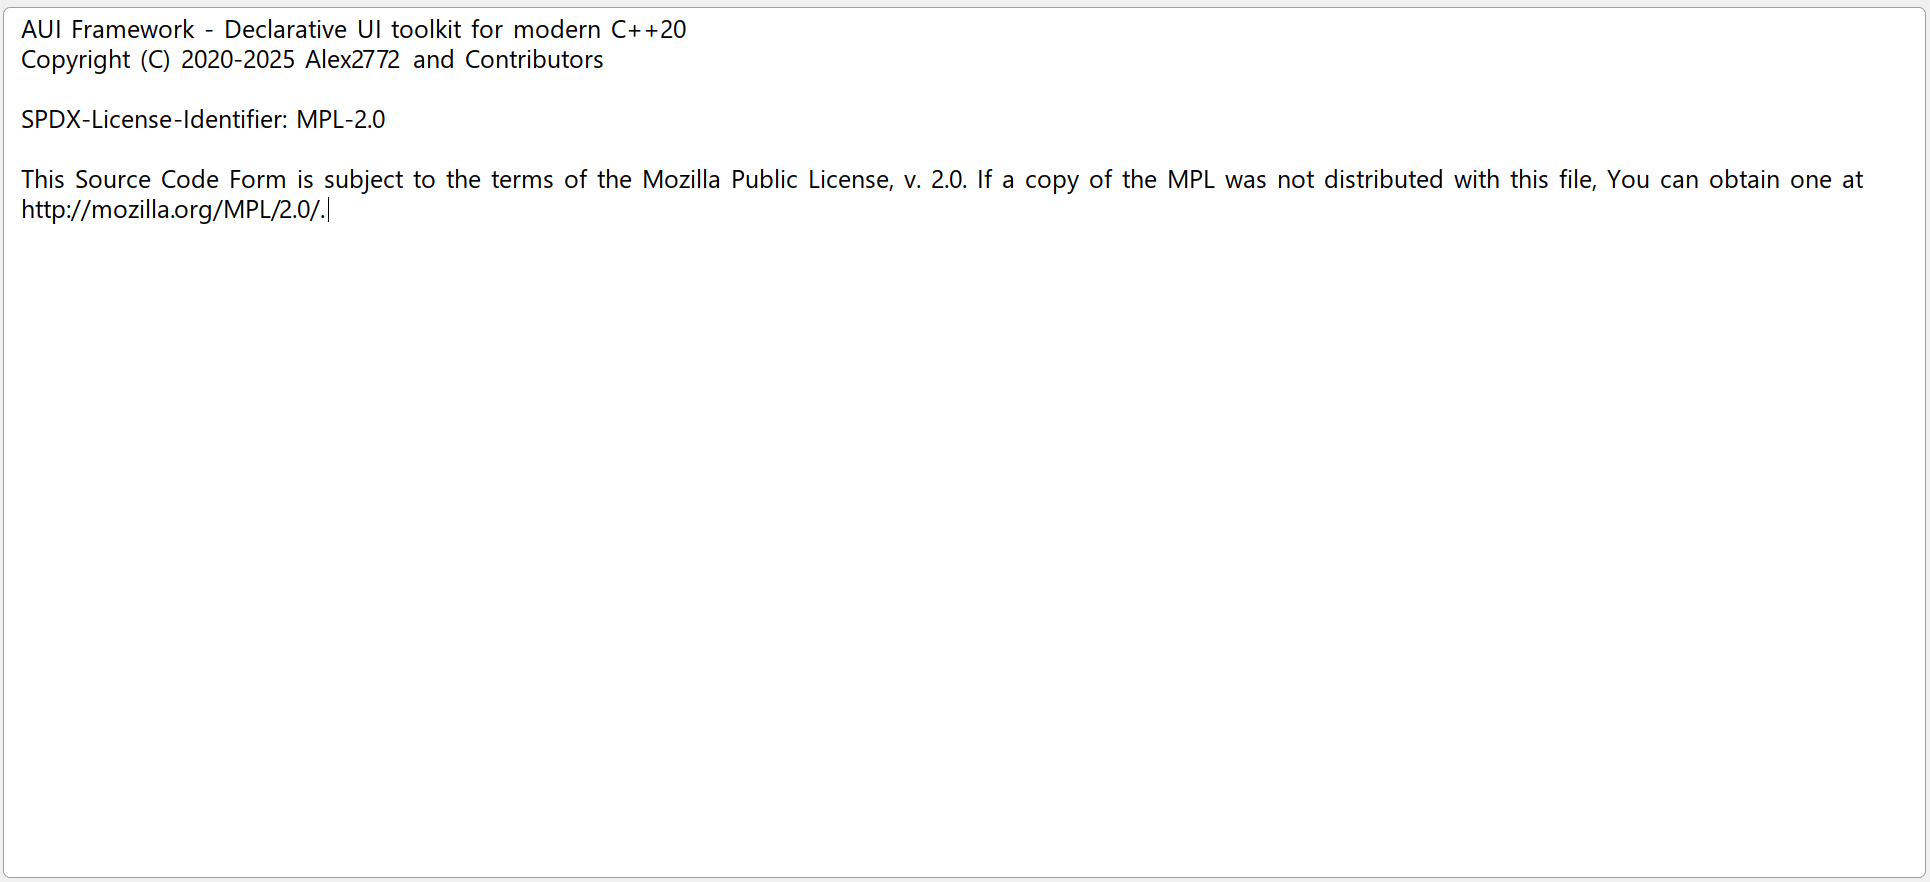 AUI Framework - Declarative UI toolkit for modern C++20
Copyright (C) 2020-2025 Alex2772 and Contributors
SPDX-License-Identifier: MPL-2.0
This Source Code Form is subject to the terms of the Mozilla Public License, v. 2.0. If a copy of the MPL was not distributed with this file, You can obtain one at
http://mozilla.org/MPL/2.0/.